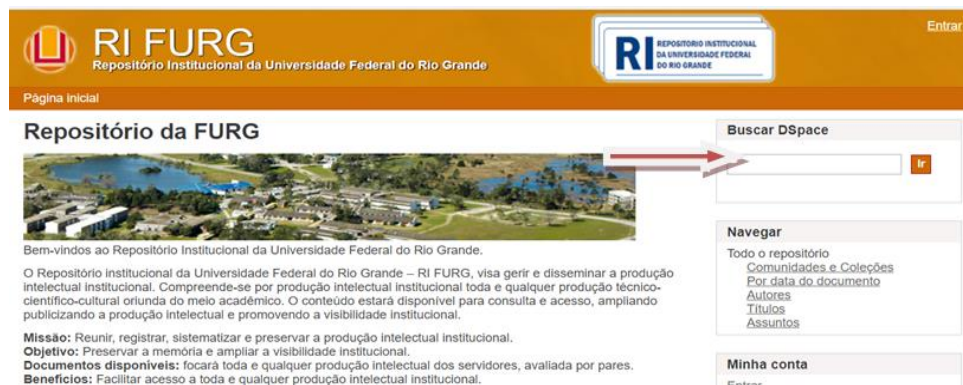 RI FURG
Repositório Institucional da Universidade Federal do Rio Grande
RI REPOSITORIO INSTITUCIONAL
DA UNIVERSIDADE FEDERAL
DO RIO GRANDE
Entrar
Página inicial
Repositório da FURG
Bem-vindos ao Repositório Institucional da Universidade Federal do Rio Grande.
O Repositório institucional da Universidade Federal do Rio Grande – RI FURG, visa gerir e disseminar a produção
intelectual institucional. Compreende-se por produção intelectual institucional toda e qualquer produção técnico-
científico-cultural oriunda do meio acadêmico. O conteúdo estará disponível para consulta e acesso, ampliando
publicizando a produção intelectual e promovendo a visibilidade institucional.
Missão: Reunir, registrar, sistematizar e preservar a produção intelectual institucional.
Objetivo: Preservar a memória e ampliar a visibilidade institucional.
Documentos disponíveis: focará toda e qualquer produção intelectual dos servidores, avaliada por pares.
Benefícios: Facilitar acesso a toda e qualquer produção intelectual institucional.
Buscar DSpace
Ir
Navegar
Todo o repositório
Comunidades e Coleções
Por data do documento
Autores
Títulos
Assuntos
Minha conta
Entrar